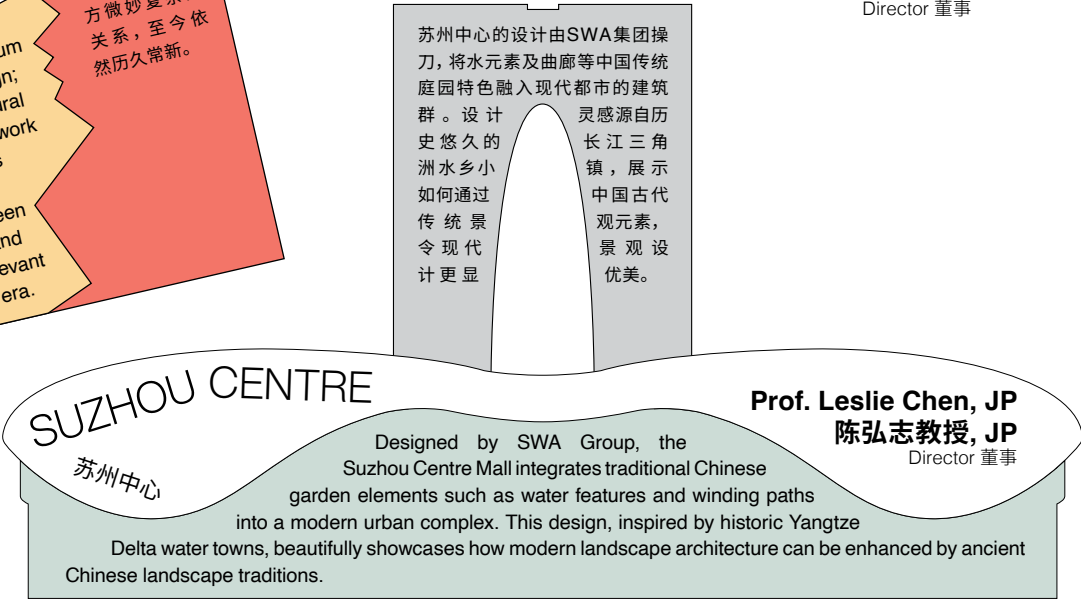 方微妙复杂
关系，至今依
然历久常新。
work
era.
Director 董事
苏州中心的设计由SWA集团操
刀，将水元素及曲廊等中国传统
庭园特色融入现代都市的建筑
群。设计灵感源自历
史悠久的长江三角
洲水乡小镇，展示
如何通过中国古代
传统景观元素，
令现代景观设
计更显优美。
SUZHOU CENTRE
苏州中心
Prof. Leslie Chen, JP
陈弘志教授, JP
Director 董事
Designed by SWA Group, the
Suzhou Centre Mall integrates traditional Chinese
garden elements such as water features and winding paths
into a modern urban complex. This design, inspired by historic Yangtze
Delta water towns, beautifully showcases how modern landscape architecture can be enhanced by ancient
Chinese landscape traditions.